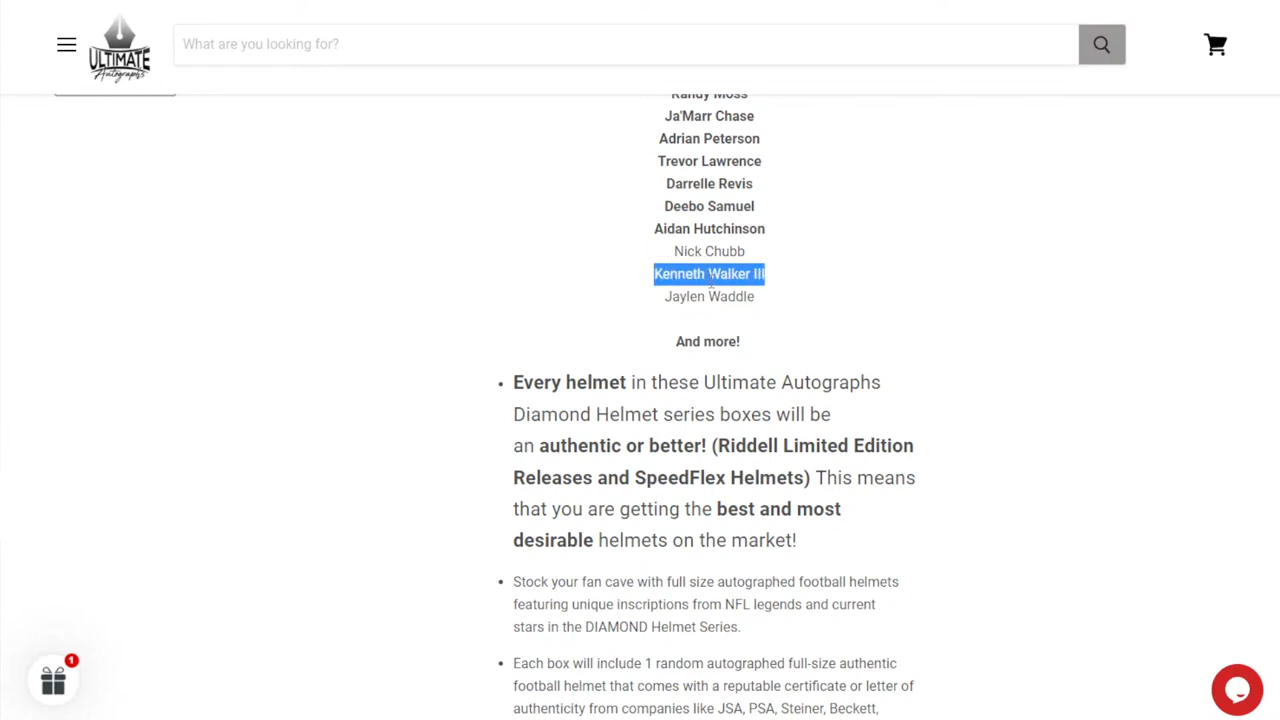 ULTIMATE
Autographs
What are you looking for?
Randy Moss
Ja'Marr Chase
Adrian Peterson
Trevor Lawrence
Darrelle Revis
Deebo Samuel
Aidan Hutchinson
Nick Chubb
Kenneth Walker III
Jaylen Waddle
And more!
• Every helmet in these Ultimate Autographs
Diamond Helmet series boxes will be
an authentic or better! (Riddell Limited Edition
Releases and SpeedFlex Helmets) This means
that you are getting the best and most
desirable helmets on the market!
• Stock your fan cave with full size autographed football helmets
featuring unique inscriptions from NFL legends and current
stars in the DIAMOND Helmet Series.
• Each box will include 1 random autographed full-size authentic
football helmet that comes with a reputable certificate or letter of
authenticity from companies like JSA, PSA, Steiner, Beckett,
1